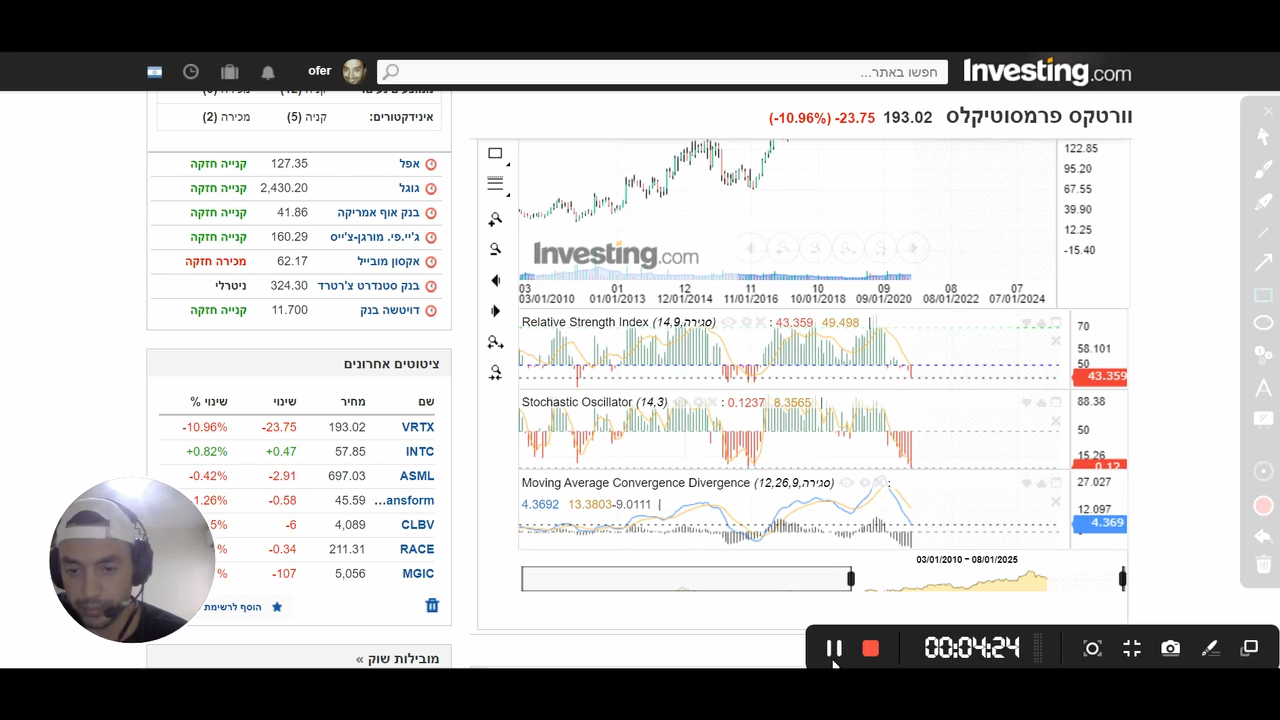 ofer
חפשו באתר...
Investing.com
אינדיקטורים: קניה (5) מכירה (2)
וורטקס פרמסוטיקלס 193.02 -23.75 (-10.96%)
אפל 127.35 קנייה חזקה
גוגל 2,430.20 קנייה חזקה
בנק אוף אמריקה 41.86 קנייה חזקה
ג'יי.פי. מורגן-צ'ייס 160.29 קנייה חזקה
אקסון מובייל 62.17 מכירה חזקה
בנק סטנדרט צ'רטרד 324.30 ניטרלי
דויטשה בנק 11.700 קנייה חזקה
ציטוטים אחרונים
שם מחיר שינוי שינוי %
VRTX 193.02 -23.75 -10.96%
INTC 57.85 +0.47 +0.82%
ASML 697.03 -2.91 -0.42%
...ansform 45.59 -0.58 1.26%
CLBV 4,089 -6 5%
RACE 211.31 -0.34 %
MGIC 5,056 -107 %
הוסף לרשימת
מובילות שוק »
122.85
95.20
67.55
39.90
12.25
-15.40
Investing.com
03 01 12 11 10 09 08 07
03/01/2010 01/01/2013 12/01/2014 11/01/2016 10/01/2018 09/01/2020 08/01/2022 07/01/2024
Relative Strength Index (14,9,סגירה) : 43.359 49.498
70
58.101
50
43.359
Stochastic Oscillator (14,3) : 0.1237 8.3565
88.38
50
15.26
0.12
Moving Average Convergence Divergence (12,26,9,סגירה) :
4.3692 13.3803 -9.0111
27.027
12.097
4.369
03/01/2010 – 08/01/2025
00:04:24